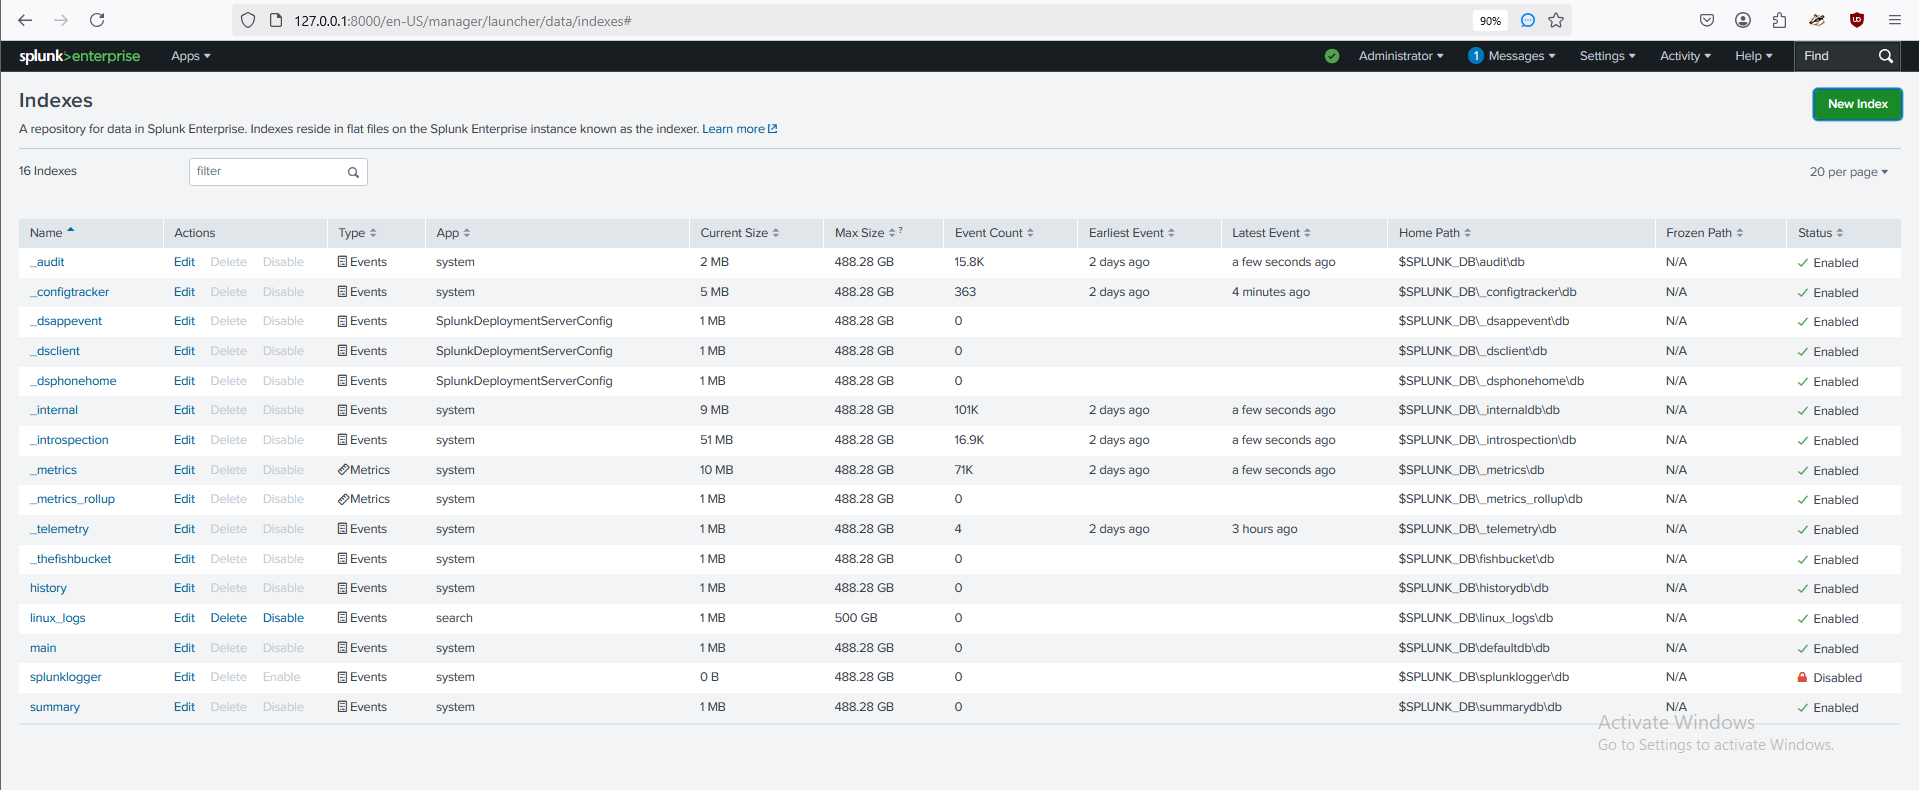 127.0.0.1:8000/en-US/manager/launcher/data/indexes#
90%
splunk>enterprise Apps Administrator 1 Messages Settings Activity Help Find
Indexes
New Index
A repository for data in Splunk Enterprise. Indexes reside in flat files on the Splunk Enterprise instance known as the indexer. Learn more
16 Indexes filter 20 per page
Name Actions Type App Current Size Max Size ? Event Count Earliest Event Latest Event Home Path Frozen Path Status
_audit Edit Delete Disable Events system 2 MB 488.28 GB 15.8K 2 days ago a few seconds ago $SPLUNK_DB\audit\db N/A Enabled
_configtracker Edit Delete Disable Events system 5 MB 488.28 GB 363 2 days ago 4 minutes ago $SPLUNK_DB\_configtracker\db N/A Enabled
_dsappevent Edit Delete Disable Events SplunkDeploymentServerConfig 1 MB 488.28 GB 0 $SPLUNK_DB\_dsappevent\db N/A Enabled
_dsclient Edit Delete Disable Events SplunkDeploymentServerConfig 1 MB 488.28 GB 0 $SPLUNK_DB\_dsclient\db N/A Enabled
_dsphonehome Edit Delete Disable Events SplunkDeploymentServerConfig 1 MB 488.28 GB 0 $SPLUNK_DB\_dsphonehome\db N/A Enabled
_internal Edit Delete Disable Events system 9 MB 488.28 GB 101K 2 days ago a few seconds ago $SPLUNK_DB\_internaldb\db N/A Enabled
_introspection Edit Delete Disable Events system 51 MB 488.28 GB 16.9K 2 days ago a few seconds ago $SPLUNK_DB\_introspection\db N/A Enabled
_metrics Edit Delete Disable Metrics system 10 MB 488.28 GB 71K 2 days ago a few seconds ago $SPLUNK_DB\_metrics\db N/A Enabled
_metrics_rollup Edit Delete Disable Metrics system 1 MB 488.28 GB 0 $SPLUNK_DB\_metrics_rollup\db N/A Enabled
_telemetry Edit Delete Disable Events system 1 MB 488.28 GB 4 2 days ago 3 hours ago $SPLUNK_DB\_telemetry\db N/A Enabled
_thefishbucket Edit Delete Disable Events system 1 MB 488.28 GB 0 $SPLUNK_DB\fishbucket\db N/A Enabled
history Edit Delete Disable Events system 1 MB 488.28 GB 0 $SPLUNK_DB\historydb\db N/A Enabled
linux_logs Edit Delete Disable Events search 1 MB 500 GB 0 $SPLUNK_DB\linux_logs\db N/A Enabled
main Edit Delete Disable Events system 1 MB 488.28 GB 0 $SPLUNK_DB\defaultdb\db N/A Enabled
splunklogger Edit Delete Enable Events system 0 B 488.28 GB 0 $SPLUNK_DB\splunklogger\db N/A Disabled
summary Edit Delete Disable Events system 1 MB 488.28 GB 0 $SPLUNK_DB\summarydb\db N/A Enabled
Activate Windows
Go to Settings to activate Windows.